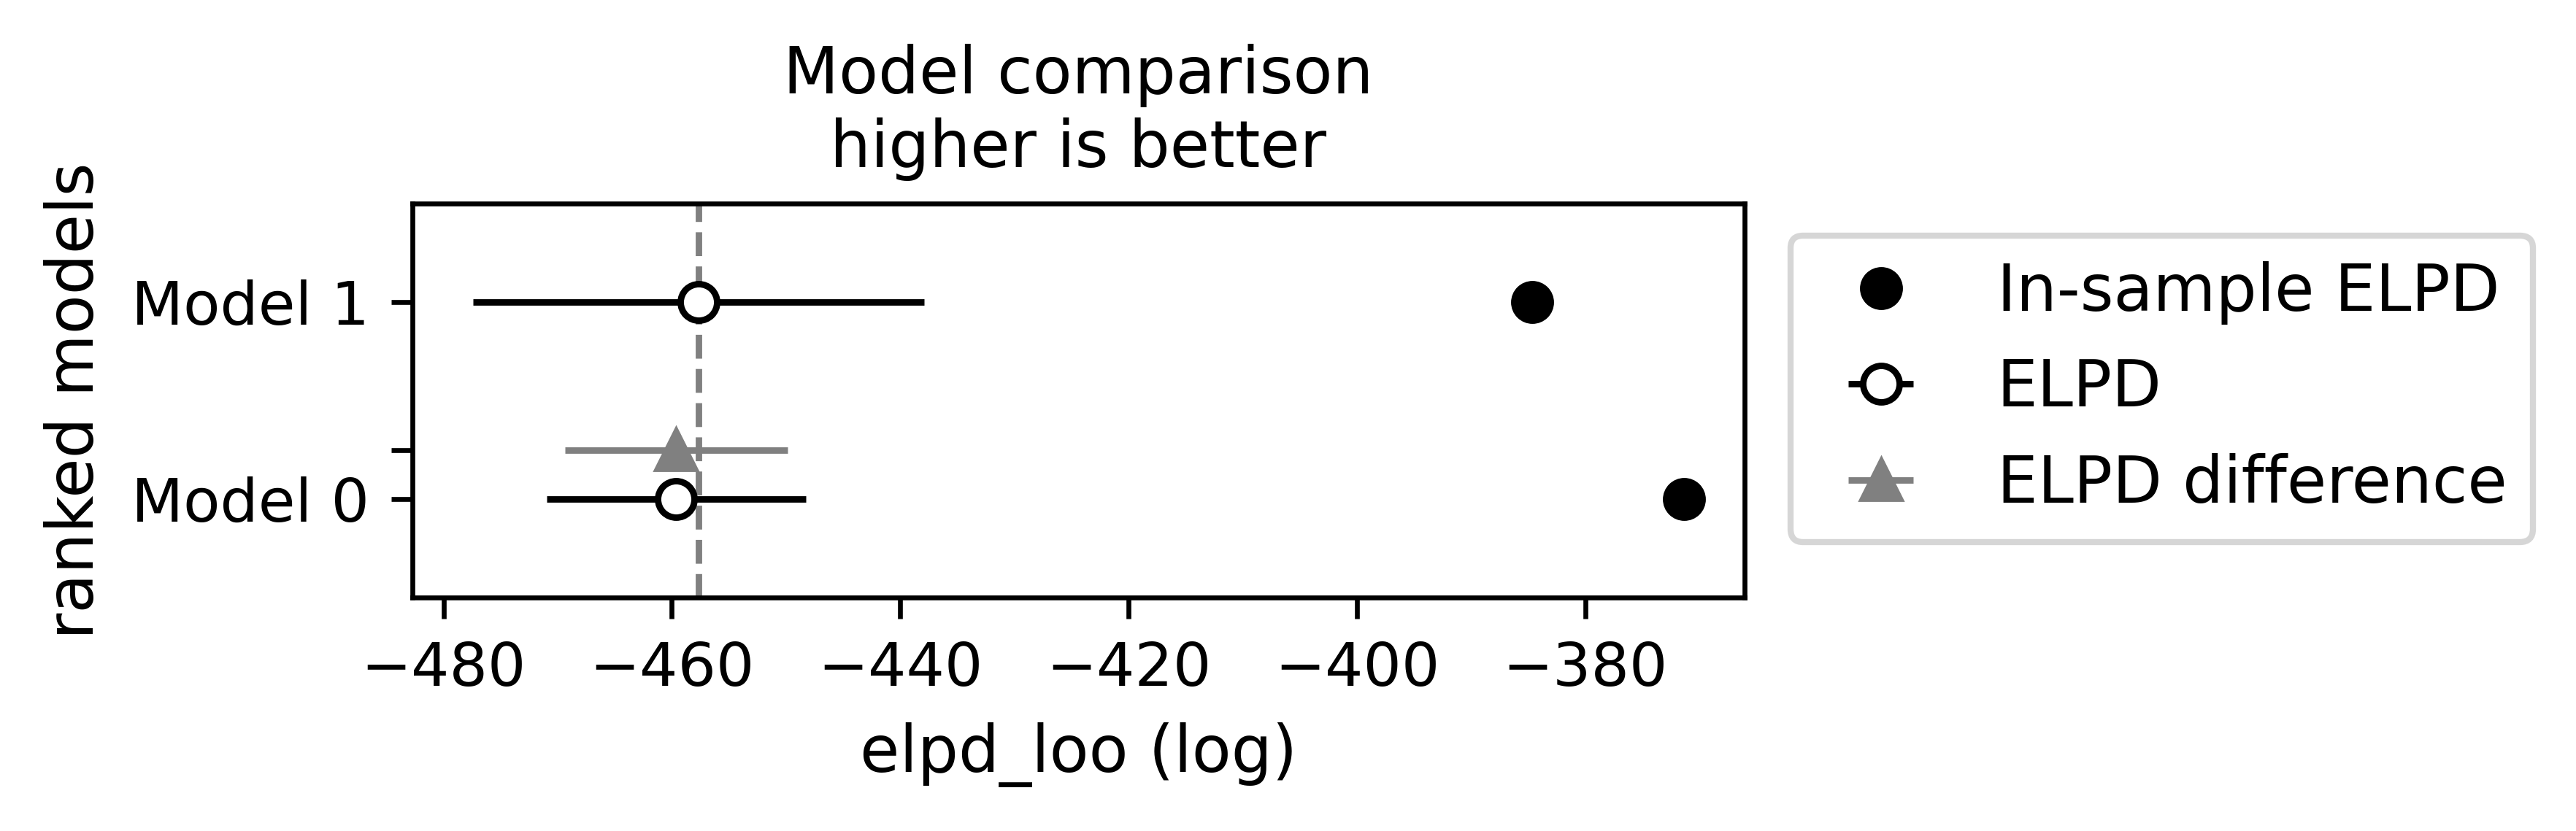 Model comparison
higher is better
ranked models
Model 1
Model 0
−480 −460 −440 −420 −400 −380
elpd_loo (log)
In-sample ELPD
ELPD
ELPD difference